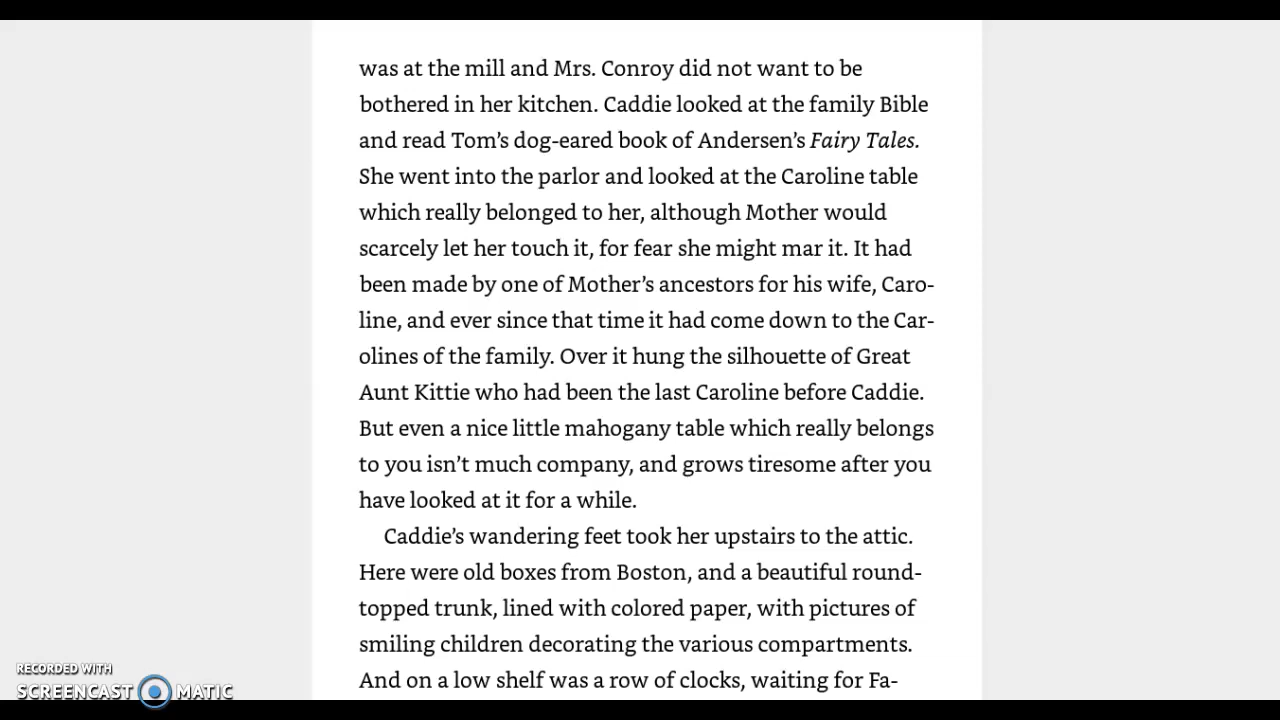 was at the mill and Mrs. Conroy did not want to be
bothered in her kitchen. Caddie looked at the family Bible
and read Tom's dog-eared book of Andersen's Fairy Tales.
She went into the parlor and looked at the Caroline table
which really belonged to her, although Mother would
scarcely let her touch it, for fear she might mar it. It had
been made by one of Mother's ancestors for his wife, Caro-
line, and ever since that time it had come down to the Car-
olines of the family. Over it hung the silhouette of Great
Aunt Kittie who had been the last Caroline before Caddie.
But even a nice little mahogany table which really belongs
to you isn't much company, and grows tiresome after you
have looked at it for a while.
Caddie's wandering feet took her upstairs to the attic.
Here were old boxes from Boston, and a beautiful round-
topped trunk, lined with colored paper, with pictures of
smiling children decorating the various compartments.
And on a low shelf was a row of clocks, waiting for Fa-
RECORDED WITH
SCREENCAST MATIC